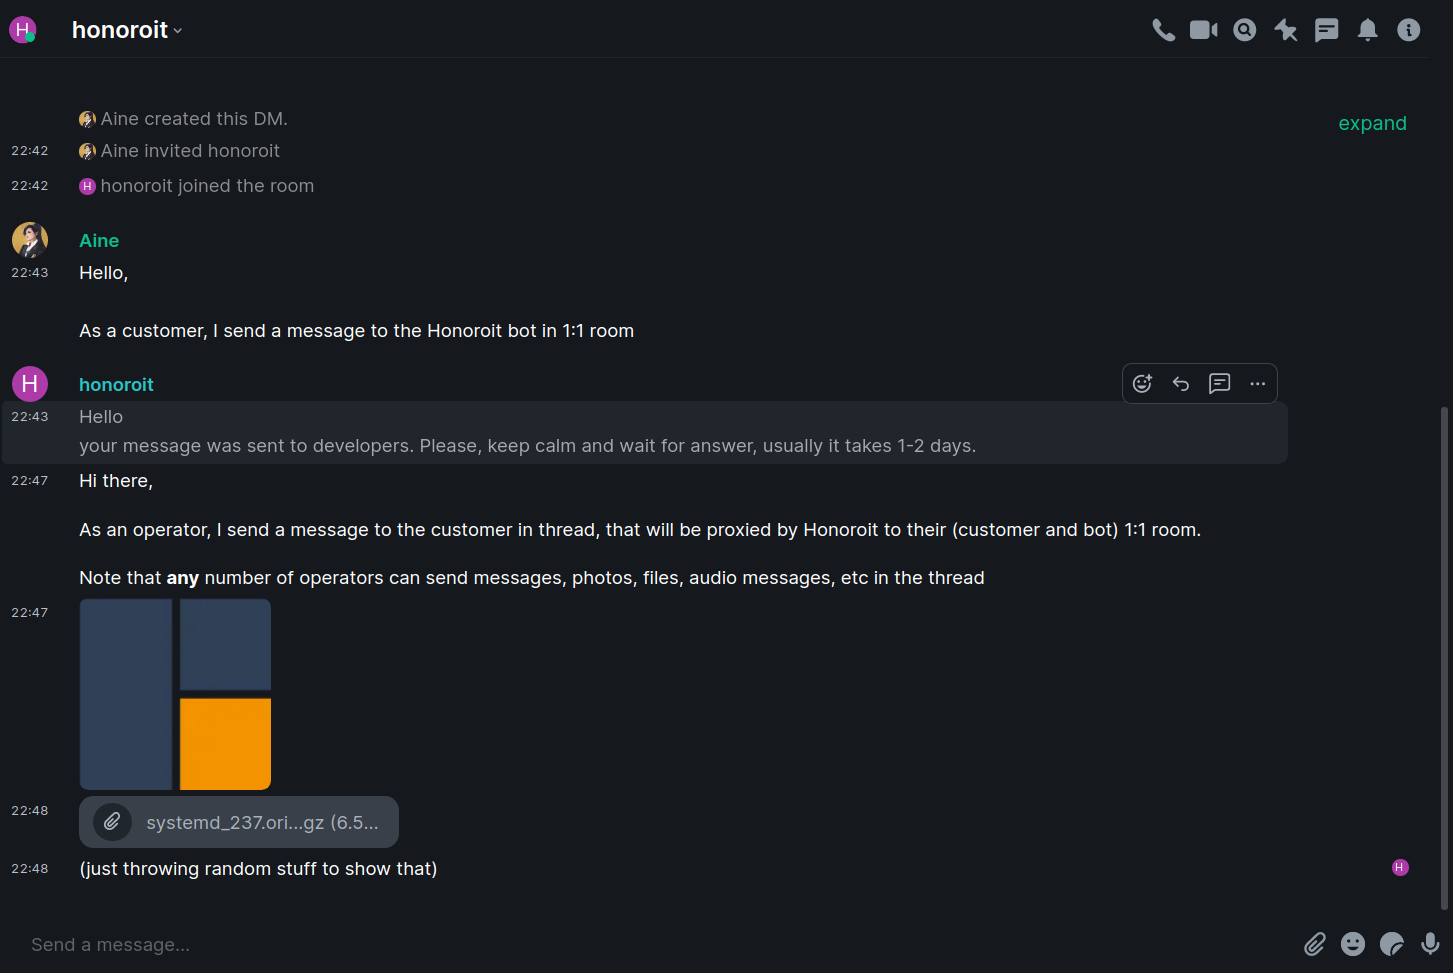 H
honoroit
Aine created this DM.
expand
22:42
Aine invited honoroit
22:42
H
honoroit joined the room
Aine
22:43
Hello,
As a customer, I send a message to the Honoroit bot in 1:1 room
H
honoroit
22:43
Hello
your message was sent to developers. Please, keep calm and wait for answer, usually it takes 1-2 days.
22:47
Hi there,
As an operator, I send a message to the customer in thread, that will be proxied by Honoroit to their (customer and bot) 1:1 room.
Note that any number of operators can send messages, photos, files, audio messages, etc in the thread
22:47
22:48
systemd_237.ori...gz (6.5...
22:48
(just throwing random stuff to show that)
H
Send a message...